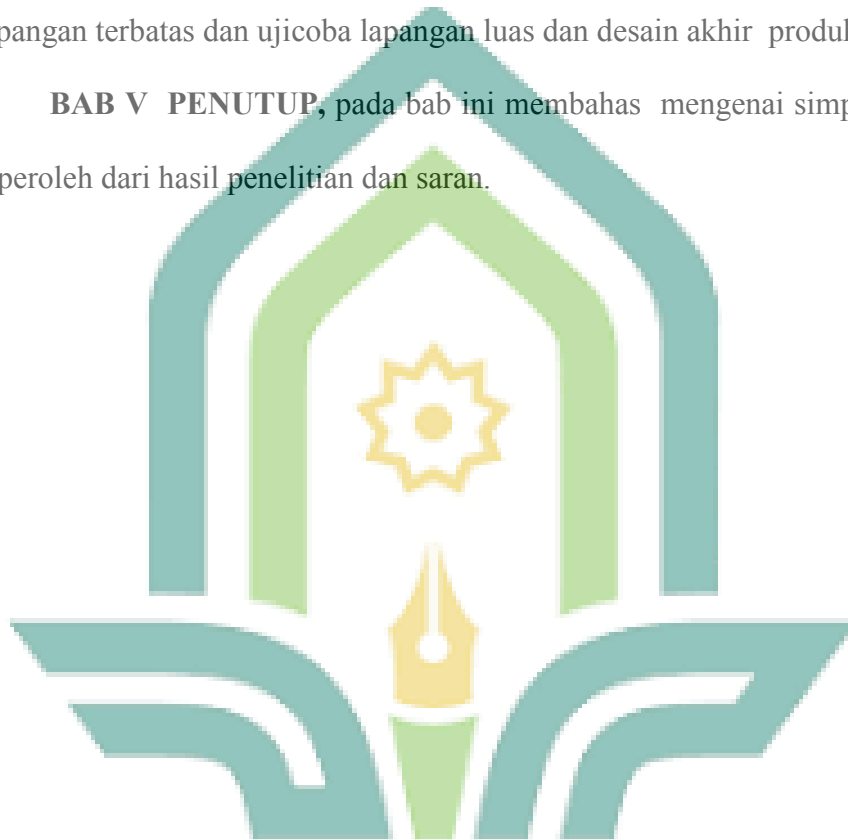 pangan terbatas dan ujicoba lapangan luas dan desain akhir produk
BAB V PENUTUP, pada bab ini membahas mengenai simp
peroleh dari hasil penelitian dan saran.